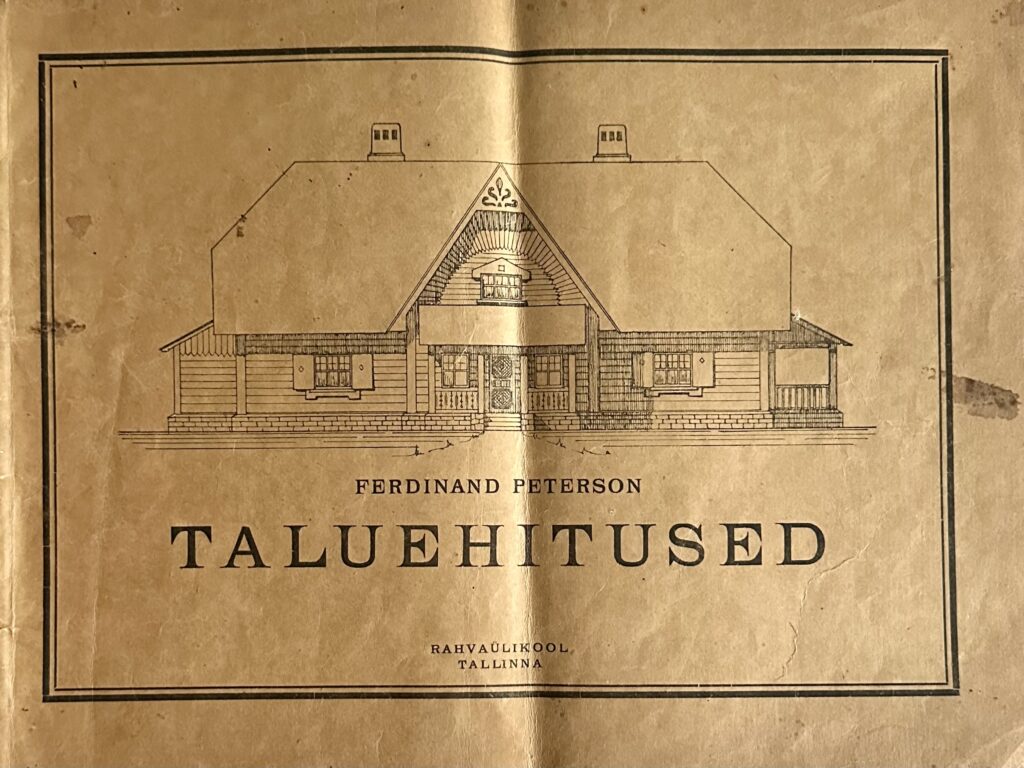 FERDINAND PETERSON
TALUEHITUSED
RAHVAÜLIKOOL,
TALLINNA